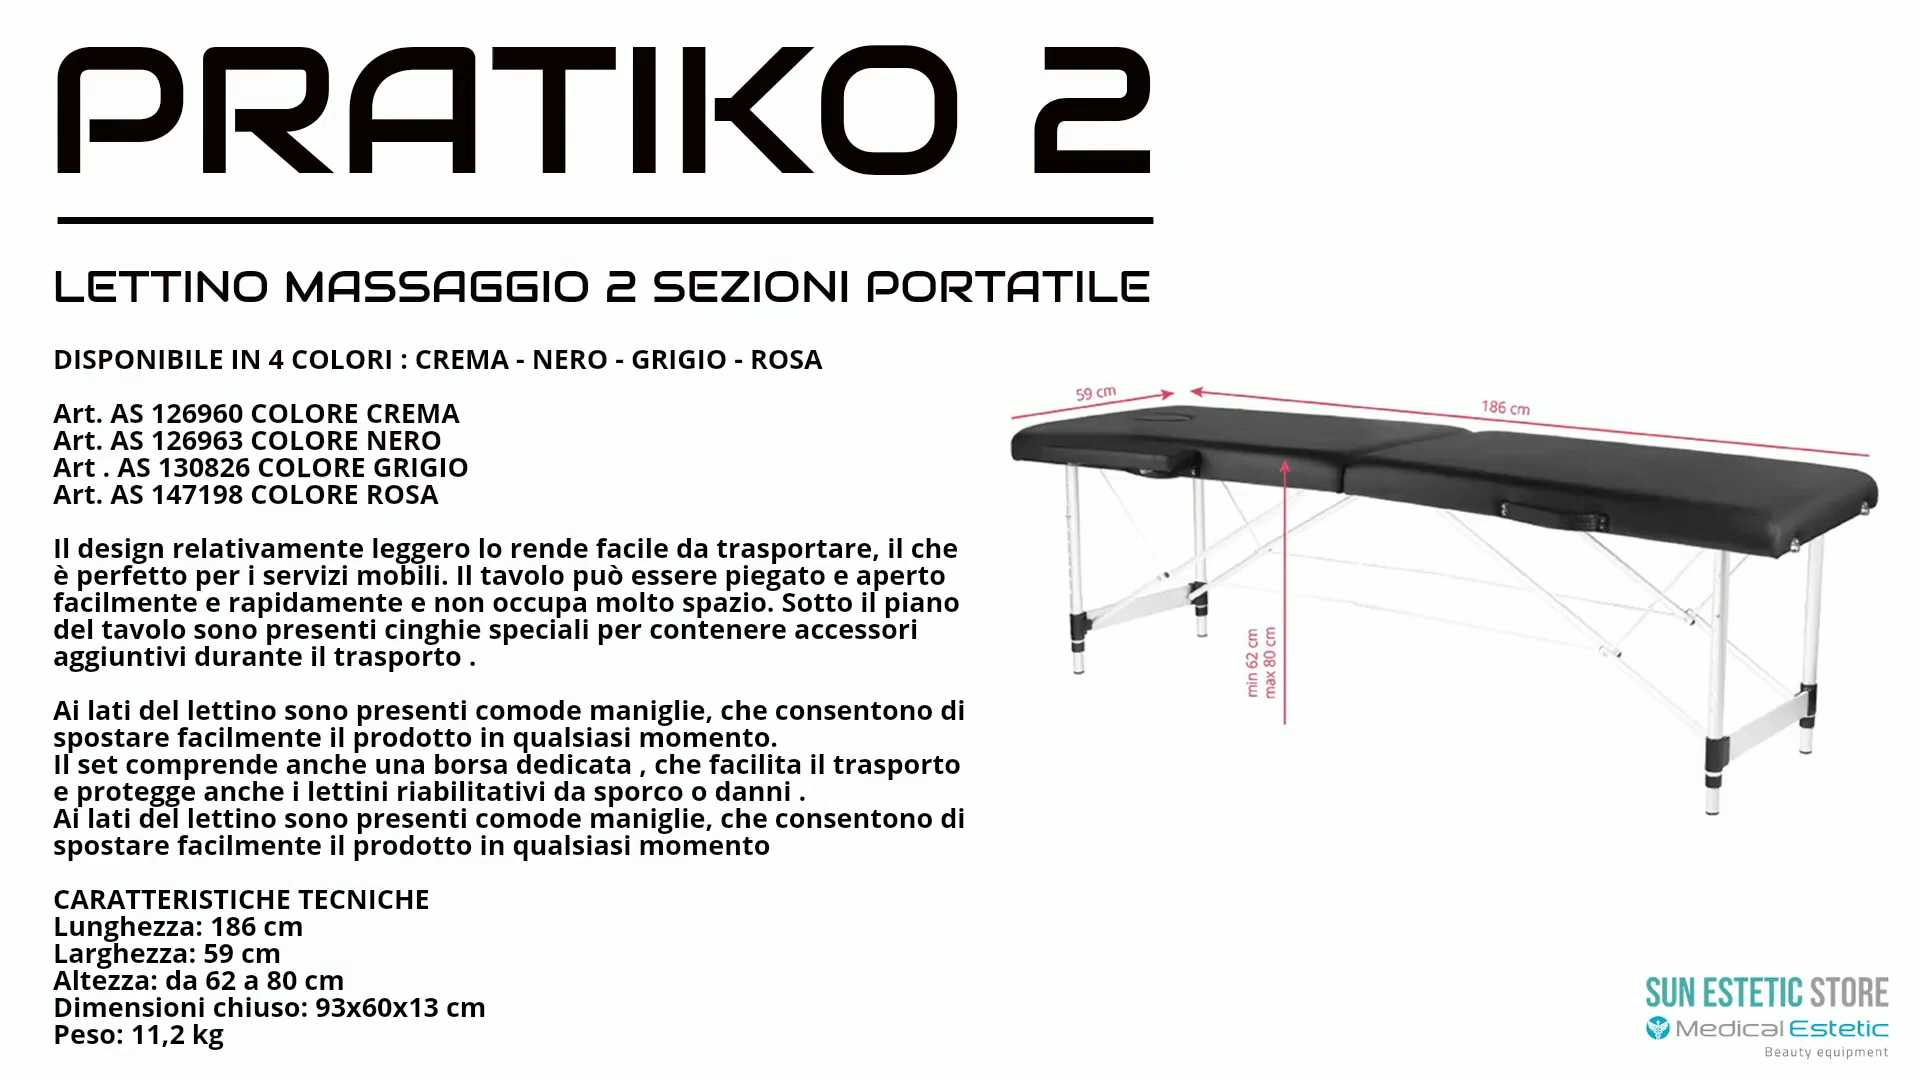 PRATIKO 2
LETTINO MASSAGGIO 2 SEZIONI PORTATILE
DISPONIBILE IN 4 COLORI : CREMA - NERO - GRIGIO - ROSA
Art. AS 126960 COLORE CREMA
Art. AS 126963 COLORE NERO
Art . AS 130826 COLORE GRIGIO
Art. AS 147198 COLORE ROSA
Il design relativamente leggero lo rende facile da trasportare, il che
è perfetto per i servizi mobili. Il tavolo può essere piegato e aperto
facilmente e rapidamente e non occupa molto spazio. Sotto il piano
del tavolo sono presenti cinghie speciali per contenere accessori
aggiuntivi durante il trasporto .
Ai lati del lettino sono presenti comode maniglie, che consentono di
spostare facilmente il prodotto in qualsiasi momento.
Il set comprende anche una borsa dedicata , che facilita il trasporto
e protegge anche i lettini riabilitativi da sporco o danni .
Ai lati del lettino sono presenti comode maniglie, che consentono di
spostare facilmente il prodotto in qualsiasi momento
CARATTERISTICHE TECNICHE
Lunghezza: 186 cm
Larghezza: 59 cm
Altezza: da 62 a 80 cm
Dimensioni chiuso: 93x60x13 cm
Peso: 11,2 kg
59 cm
186 cm
min 62 cm
max 80 cm
SUN ESTETIC STORE
Medical Estetic
Beauty equipment